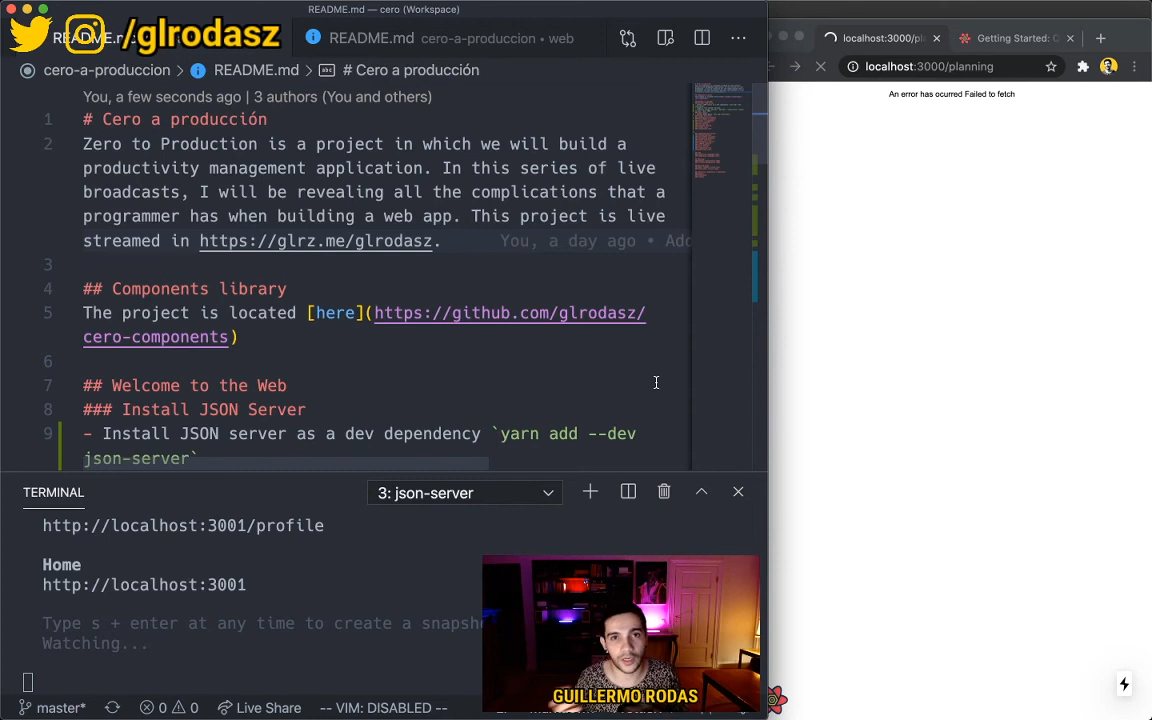 README.md — cero (Workspace)
/glrodasz
README.md cero-a-produccion • web
cero-a-produccion > README.md > # Cero a producción
You, a few seconds ago | 3 authors (You and others)
1 # Cero a producción
2 Zero to Production is a project in which we will build a
productivity management application. In this series of live
broadcasts, I will be revealing all the complications that a
programmer has when building a web app. This project is live
streamed in https://glrz.me/glrodasz. You, a day ago • Add
3
4 ## Components library
5 The project is located [here](https://github.com/glrodasz/
cero-components)
6
7 ## Welcome to the Web
8 ### Install JSON Server
9 - Install JSON server as a dev dependency `yarn add --dev
json-server`
TERMINAL
3: json-server
http://localhost:3001/profile
Home
http://localhost:3001
Type s + enter at any time to create a snapsh
Watching...
GUILLERMO RODAS
master* 0 0 Live Share -- VIM: DISABLED --
localhost:3000/pl
Getting Started: C
localhost:3000/planning
An error has ocurred Failed to fetch